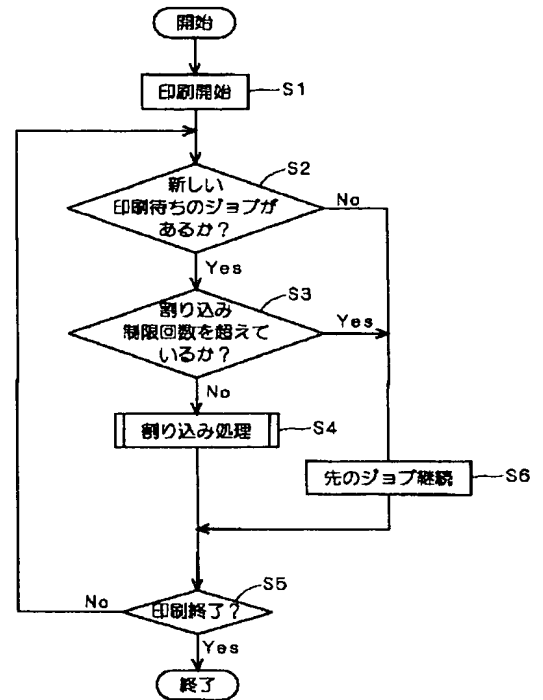 開始
印刷開始
S1
S2
新しい
印刷待ちのジョブが
あるか？
No
Yes
S3
割り込み
制限回数を超えて
いるか？
Yes
No
割り込み処理
S4
先のジョブ継続
S6
S5
印刷終了？
No
Yes
終了